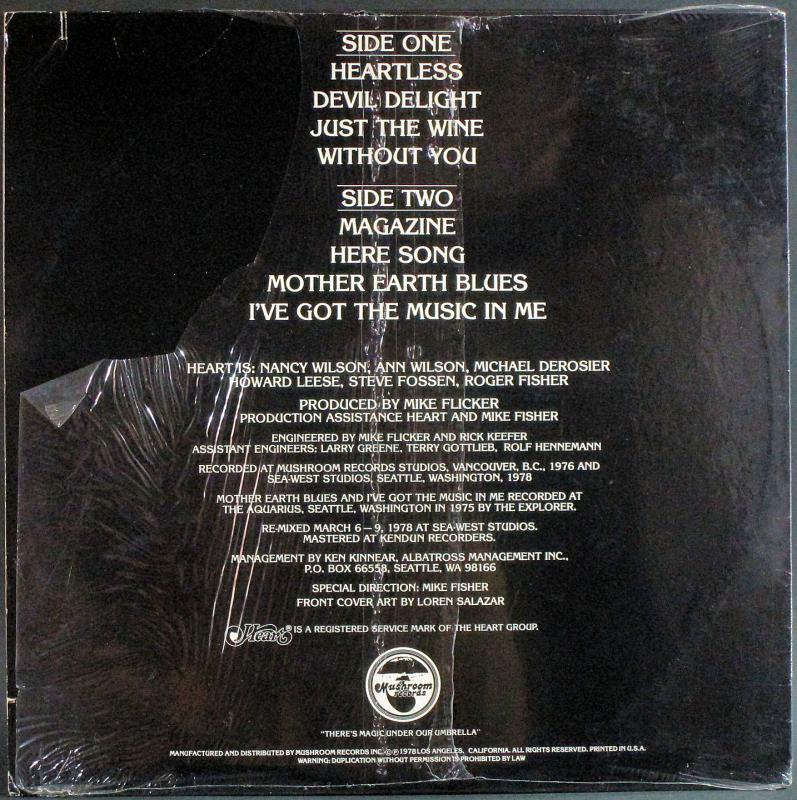 SIDE ONE
HEARTLESS
DEVIL DELIGHT
JUST THE WINE
WITHOUT YOU
SIDE TWO
MAGAZINE
HERE SONG
MOTHER EARTH BLUES
I'VE GOT THE MUSIC IN ME
HEART IS: NANCY WILSON, ANN WILSON, MICHAEL DEROSIER
HOWARD LEESE, STEVE FOSSEN, ROGER FISHER
PRODUCED BY MIKE FLICKER
PRODUCTION ASSISTANCE HEART AND MIKE FISHER
ENGINEERED BY MIKE FLICKER AND RICK KEEFER
ASSISTANT ENGINEERS: LARRY GREENE, TERRY GOTTLIEB, ROLF HENNEMANN
RECORDED AT MUSHROOM RECORDS STUDIOS, VANCOUVER, B.C., 1976 AND
SEA-WEST STUDIOS, SEATTLE, WASHINGTON, 1978
MOTHER EARTH BLUES AND I'VE GOT THE MUSIC IN ME RECORDED AT
THE AQUARIUS, SEATTLE, WASHINGTON IN 1975 BY THE EXPLORER.
RE-MIXED MARCH 6–9, 1978 AT SEA-WEST STUDIOS.
MASTERED AT KENDUN RECORDERS.
MANAGEMENT BY KEN KINNEAR, ALBATROSS MANAGEMENT INC.,
P.O. BOX 66558, SEATTLE, WA 98166
SPECIAL DIRECTION: MIKE FISHER
FRONT COVER ART BY LOREN SALAZAR
Heart® IS A REGISTERED SERVICE MARK OF THE HEART GROUP.
Mushroom
records
"THERE'S MAGIC UNDER OUR UMBRELLA"
MANUFACTURED AND DISTRIBUTED BY MUSHROOM RECORDS INC. © ℗ 1978 LOS ANGELES, CALIFORNIA. ALL RIGHTS RESERVED. PRINTED IN U.S.A.
WARNING: DUPLICATION WITHOUT PERMISSION IS PROHIBITED BY LAW